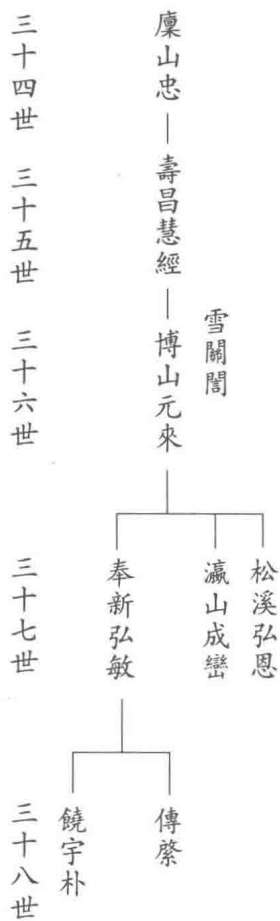 雪關誾
松溪弘恩
瀛山成巒
傳綮
廩山忠
壽昌慧經
博山元來
奉新弘敏
饒宇朴
三十四世
三十五世
三十六世
三十七世
三十八世